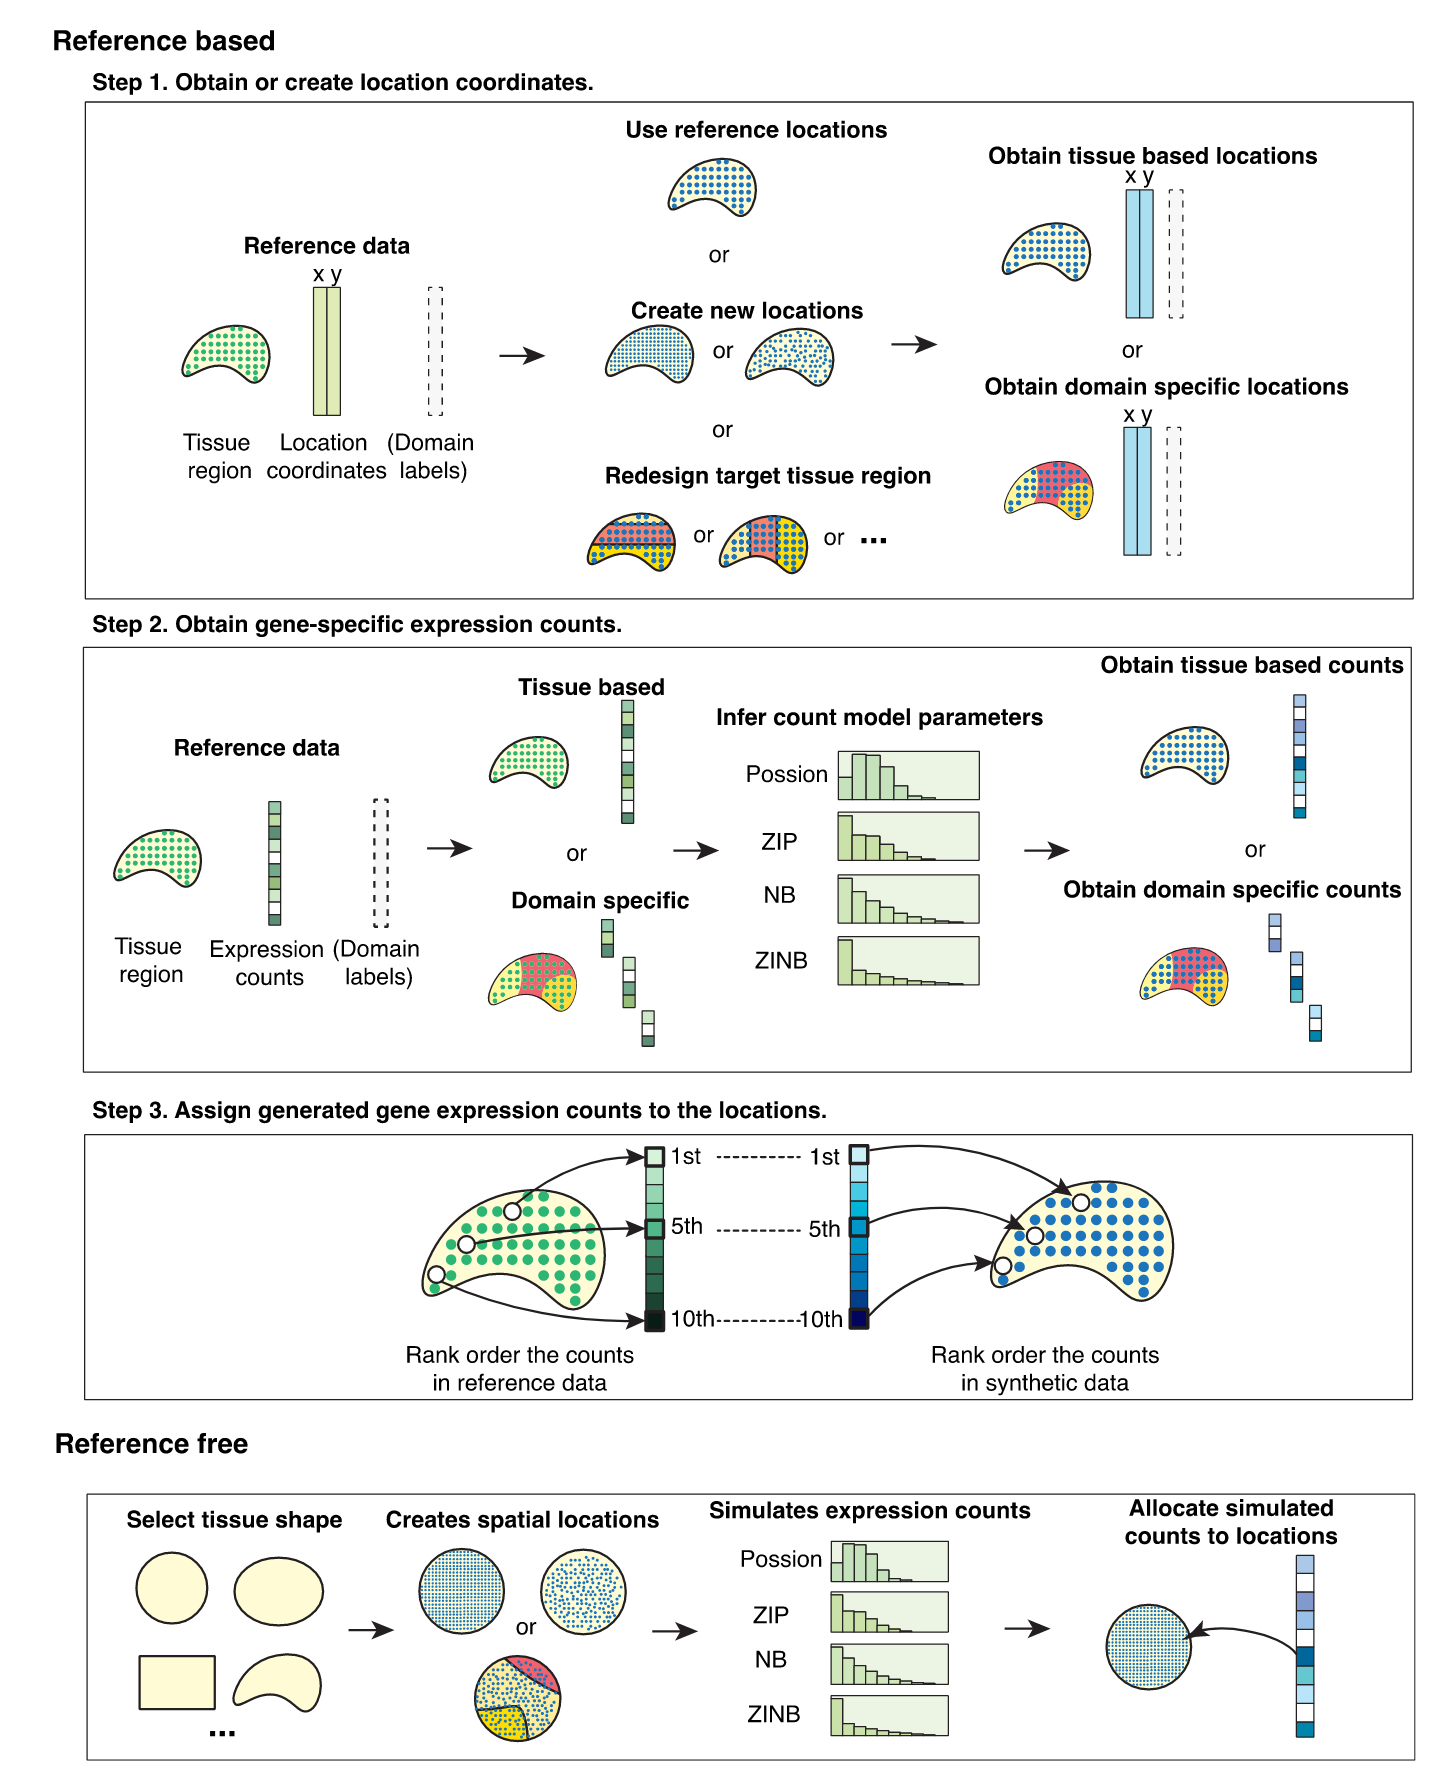 Reference based
Step 1. Obtain or create location coordinates.
Use reference locations
or
Create new locations
or
or
Redesign target tissue region
or
or ...
Reference data
x y
Tissue
region
Location
coordinates
(Domain
labels)
Obtain tissue based locations
x y
or
Obtain domain specific locations
x y
Step 2. Obtain gene-specific expression counts.
Reference data
Tissue
region
Expression
counts
(Domain
labels)
Tissue based
or
Domain specific
Infer count model parameters
Possion
ZIP
NB
ZINB
Obtain tissue based counts
or
Obtain domain specific counts
Step 3. Assign generated gene expression counts to the locations.
1st ---------- 1st
5th ---------- 5th
10th ---------- 10th
Rank order the counts
in reference data
Rank order the counts
in synthetic data
Reference free
Select tissue shape
...
Creates spatial locations
or
Simulates expression counts
Possion
ZIP
NB
ZINB
Allocate simulated
counts to locations